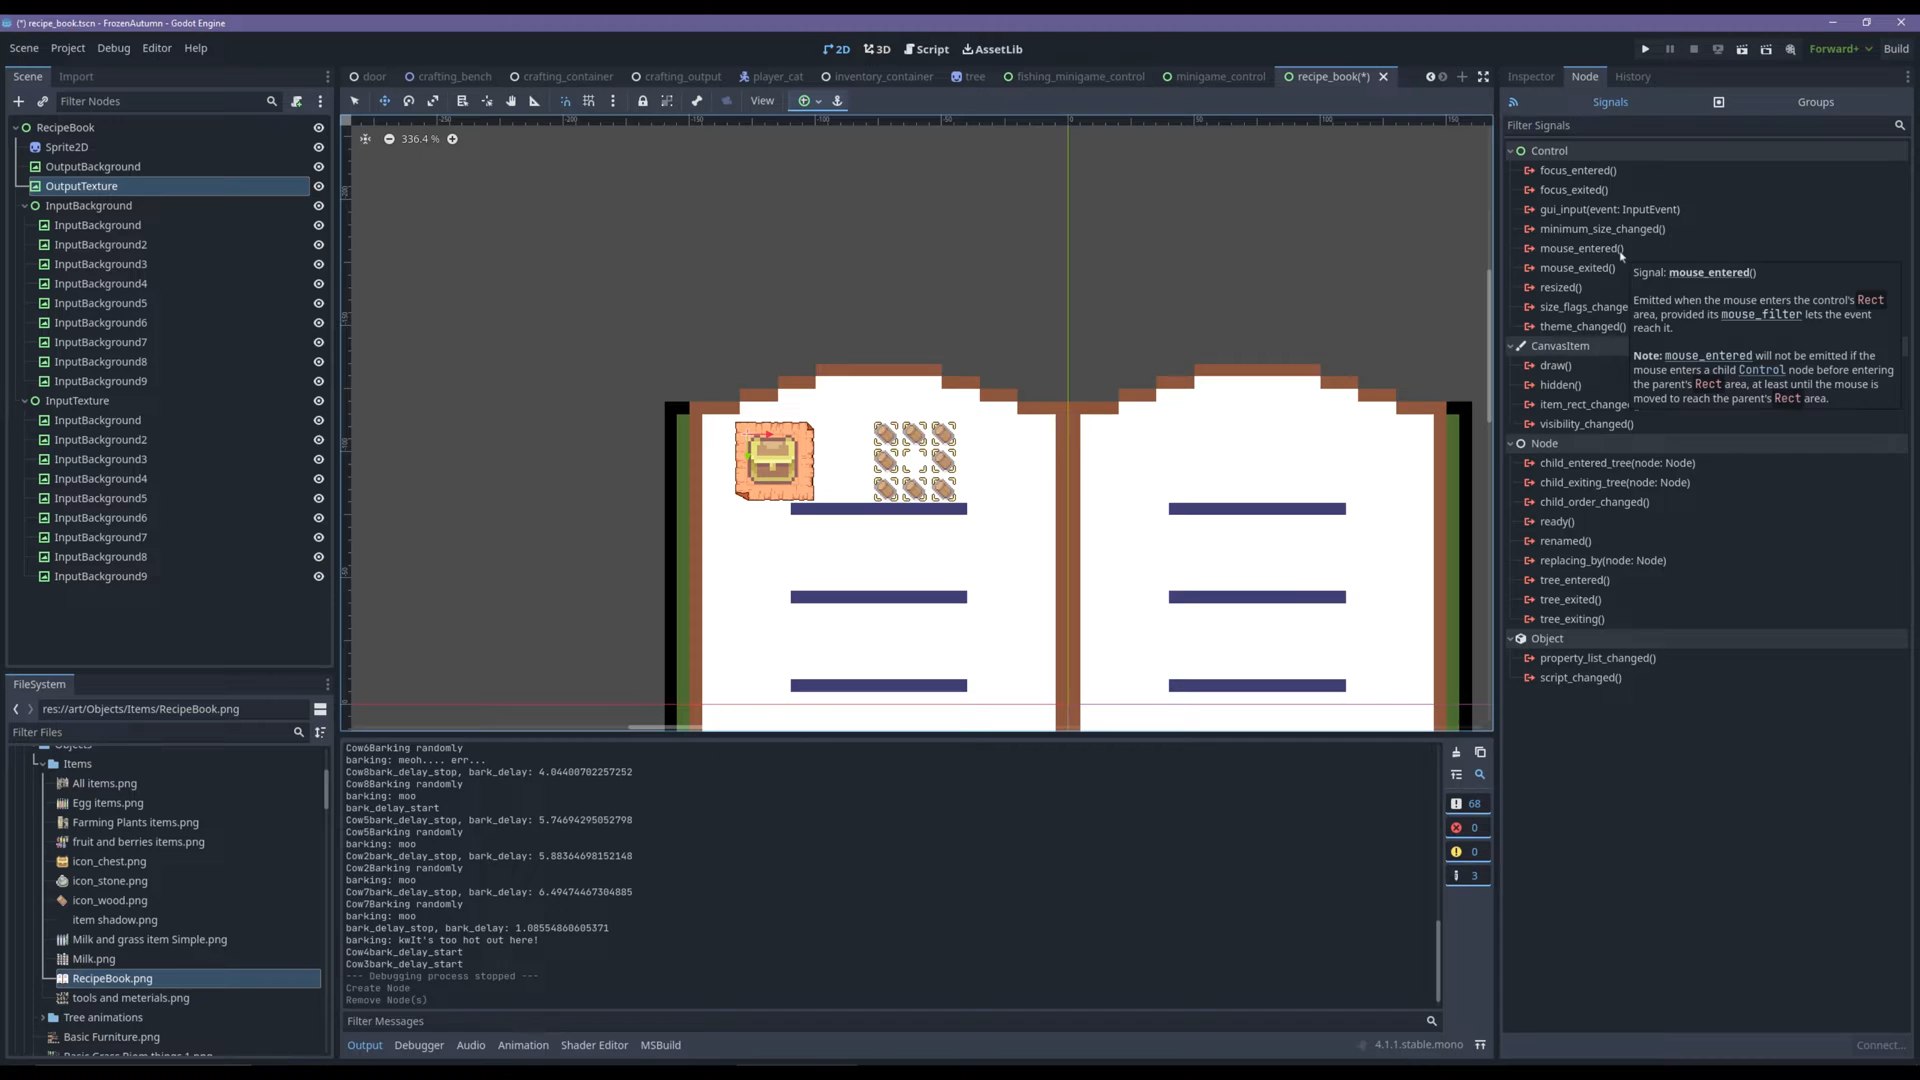 (*) recipe_book.tscn - FrozenAutumn - Godot Engine
Scene Project Debug Editor Help
2D 3D Script AssetLib
Forward+ Build
Scene Import
door crafting_bench crafting_container crafting_output player_cat inventory_container tree fishing_minigame_control minigame_control recipe_book(*)
Inspector Node History
Filter Nodes
View
Signals Groups
Filter Signals
336.4 %
RecipeBook
Sprite2D
OutputBackground
OutputTexture
InputBackground
InputBackground
InputBackground2
InputBackground3
InputBackground4
InputBackground5
InputBackground6
InputBackground7
InputBackground8
InputBackground9
InputTexture
InputBackground
InputBackground2
InputBackground3
InputBackground4
InputBackground5
InputBackground6
InputBackground7
InputBackground8
InputBackground9
Control
focus_entered()
focus_exited()
gui_input(event: InputEvent)
minimum_size_changed()
mouse_entered()
mouse_exited()
resized()
size_flags_change
theme_changed()
CanvasItem
draw()
hidden()
item_rect_change
visibility_changed()
Node
child_entered_tree(node: Node)
child_exiting_tree(node: Node)
child_order_changed()
ready()
renamed()
replacing_by(node: Node)
tree_entered()
tree_exited()
tree_exiting()
Object
property_list_changed()
script_changed()
Signal: mouse_entered()
Emitted when the mouse enters the control's Rect
area, provided its mouse_filter lets the event
reach it.
Note: mouse_entered will not be emitted if the
mouse enters a child Control node before entering
the parent's Rect area, at least until the mouse is
moved to reach the parent's Rect area.
FileSystem
res://art/Objects/Items/RecipeBook.png
Filter Files
Objects
Items
All items.png
Egg items.png
Farming Plants items.png
fruit and berries items.png
icon_chest.png
icon_stone.png
icon_wood.png
item shadow.png
Milk and grass item Simple.png
Milk.png
RecipeBook.png
tools and meterials.png
Tree animations
Basic Furniture.png
Basic Grass Biom things 1.png
Cow6Barking randomly
barking: meoh.... err...
Cow8bark_delay_stop, bark_delay: 4.04400702257252
Cow8Barking randomly
barking: moo
bark_delay_start
Cow5bark_delay_stop, bark_delay: 5.74694295052798
Cow5Barking randomly
barking: moo
Cow2bark_delay_stop, bark_delay: 5.88364698152148
Cow2Barking randomly
barking: moo
Cow7bark_delay_stop, bark_delay: 6.49474467304885
Cow7Barking randomly
barking: moo
bark_delay_stop, bark_delay: 1.08554860605371
barking: kwIt's too hot out here!
Cow4bark_delay_start
Cow3bark_delay_start
--- Debugging process stopped ---
Create Node
Remove Node(s)
68
0
0
3
Filter Messages
Output Debugger Audio Animation Shader Editor MSBuild
4.1.1.stable.mono
Connect...